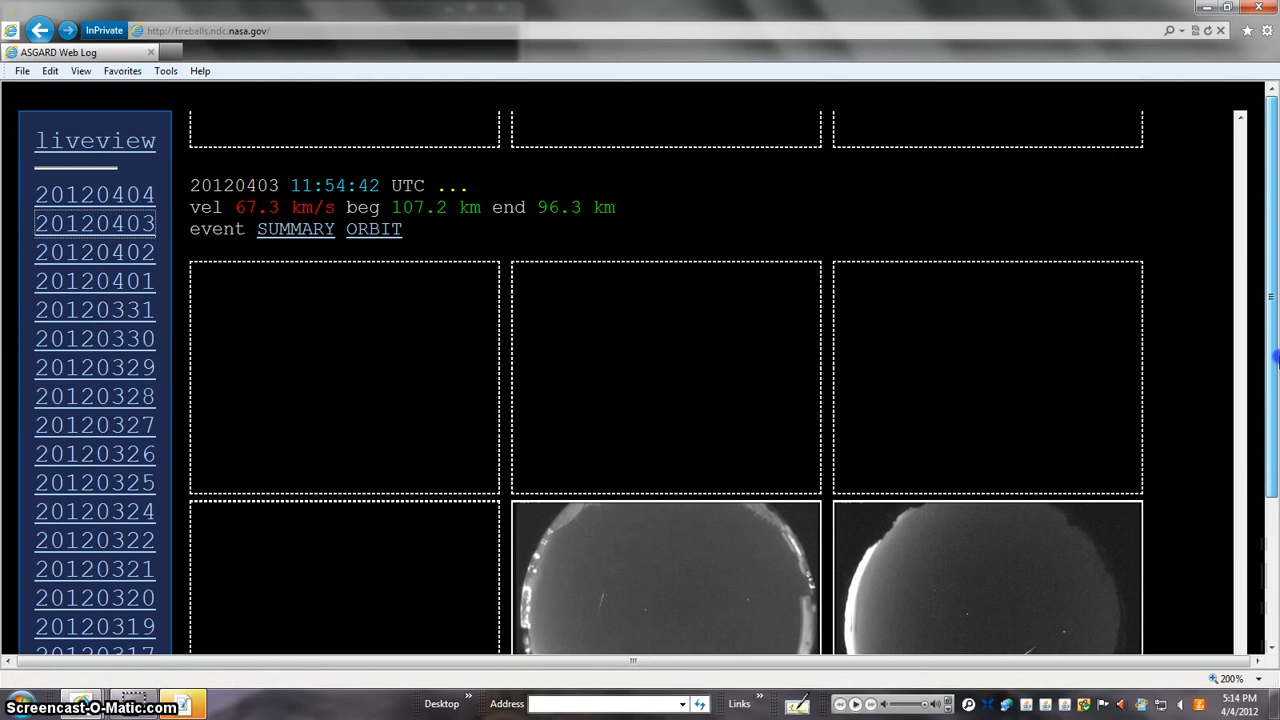 InPrivate
http://fireballs.ndc.nasa.gov/
ASGARD Web Log
File Edit View Favorites Tools Help
liveview
20120404
20120403
20120402
20120401
20120331
20120330
20120329
20120328
20120327
20120326
20120325
20120324
20120322
20120321
20120320
20120319
20120317
20120403 11:54:42 UTC ...
vel 67.3 km/s beg 107.2 km end 96.3 km
event SUMMARY ORBIT
200%
Screencast-O-Matic.com
Desktop »
Address
Links »
5:14 PM
4/4/2012